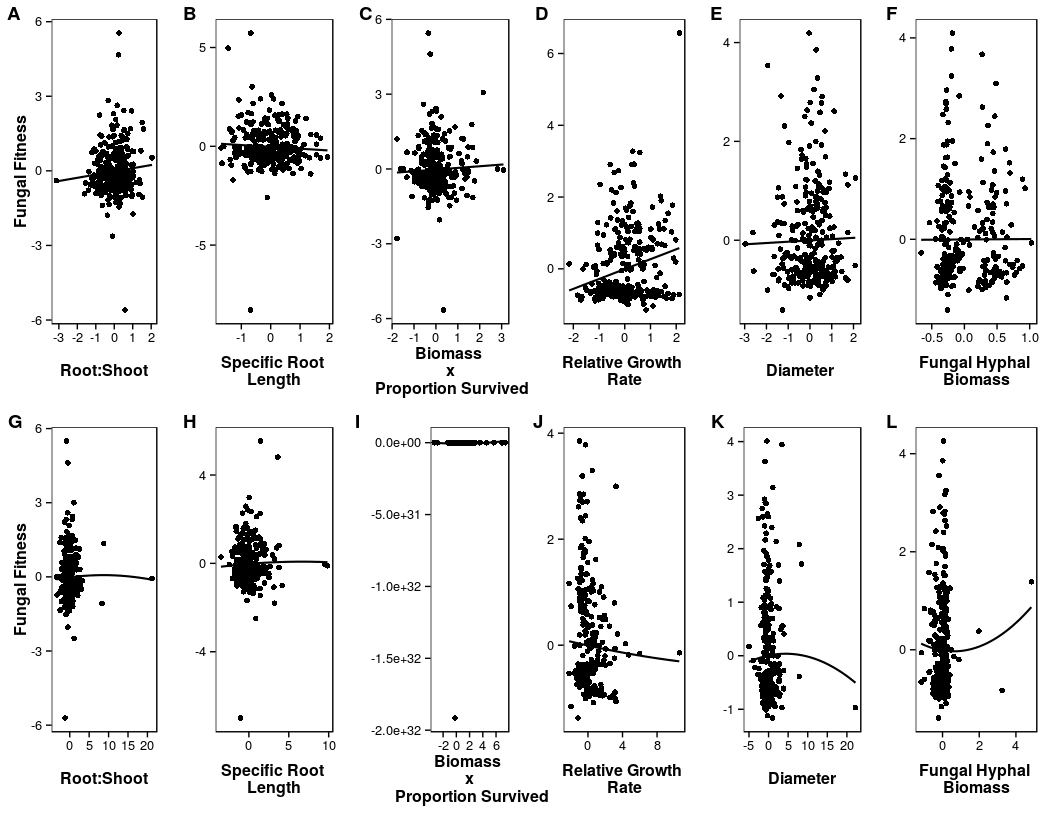 A B C D E F
Fungal Fitness
6
3
0
-3
-6
-3 -2 -1 0 1 2
Root:Shoot
5
0
-5
-1 0 1 2
Specific Root
Length
6
3
0
-3
-6
-2 -1 0 1 2 3
Biomass
x
Proportion Survived
6
4
2
0
-2 -1 0 1 2
Relative Growth
Rate
4
2
0
-3 -2 -1 0 1 2
Diameter
4
2
0
-0.5 0.0 0.5 1.0
Fungal Hyphal
Biomass
G H I J K L
Fungal Fitness
6
3
0
-3
-6
0 5 10 15 20
Root:Shoot
4
0
-4
0 5 10
Specific Root
Length
0.0e+00
-5.0e+31
-1.0e+32
-1.5e+32
-2.0e+32
-2 0 2 4 6
Biomass
x
Proportion Survived
4
2
0
0 4 8
Relative Growth
Rate
4
3
2
1
0
-1
-5 0 5 10 15 20
Diameter
4
2
0
0 2 4
Fungal Hyphal
Biomass